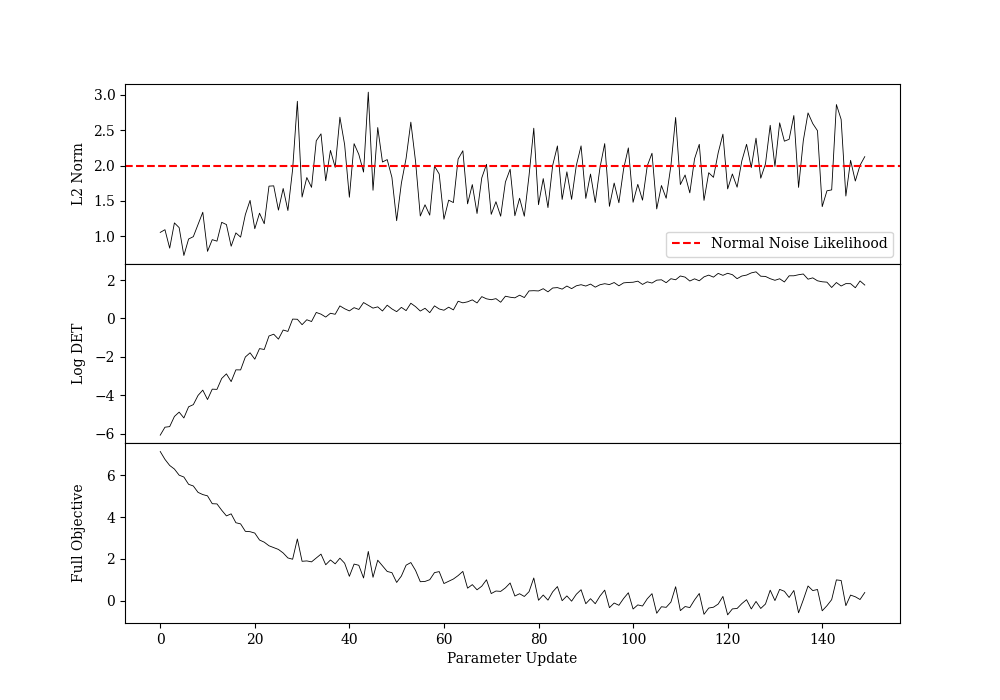 3.0
2.5
2.0
1.5
1.0
L2 Norm
Normal Noise Likelihood
2
0
−2
−4
−6
Log DET
6
4
2
0
Full Objective
0 20 40 60 80 100 120 140
Parameter Update